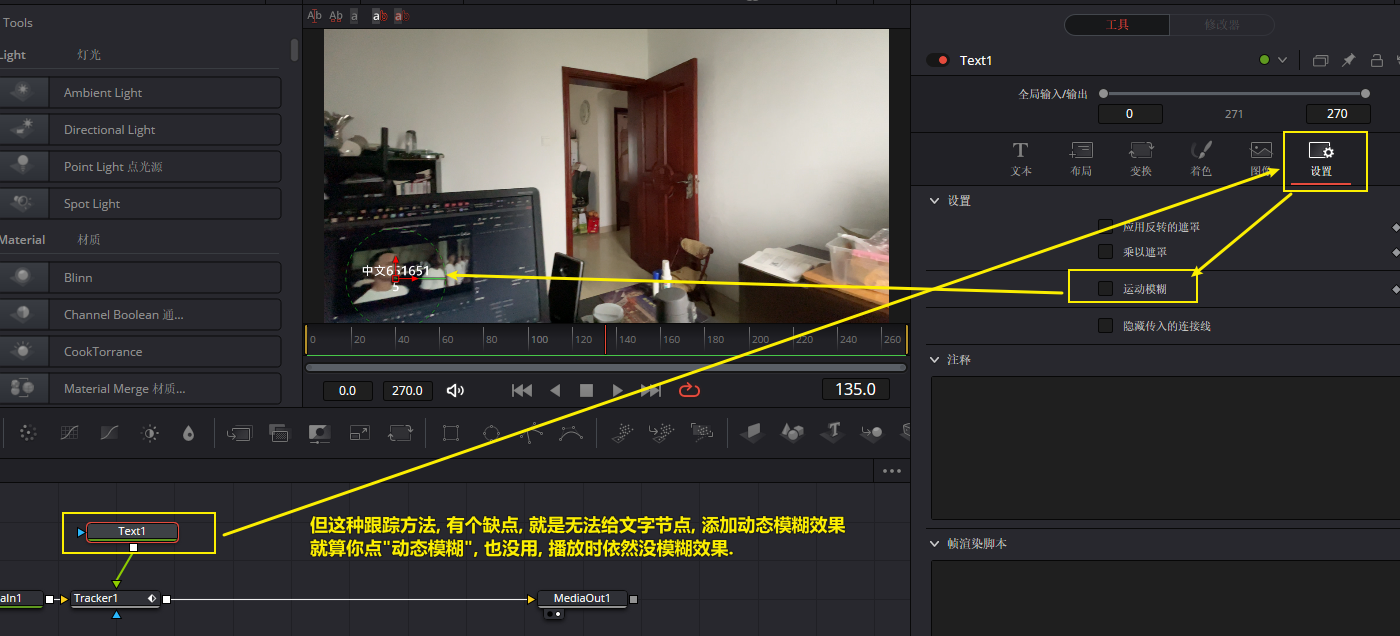 Tools
Light 灯光
Ambient Light
Directional Light
Point Light 点光源
Spot Light
Material 材质
Blinn
Channel Boolean 通...
CookTorrance
Material Merge 材质...
中文651651
5
0 20 40 60 80 100 120 140 160 180 200 220 240 260
0.0 270.0 135.0
工具 修改器
Text1
全局输入/输出
0 271 270
文本 布局 变换 着色 图像 设置
设置
应用反转的遮罩
乘以遮罩
运动模糊
隐藏传入的连接线
注释
帧渲染脚本
Text1
但这种跟踪方法, 有个缺点, 就是无法给文字节点, 添加动态模糊效果
就算你点"动态模糊", 也没用, 播放时依然没模糊效果.
aIn1 Tracker1 MediaOut1